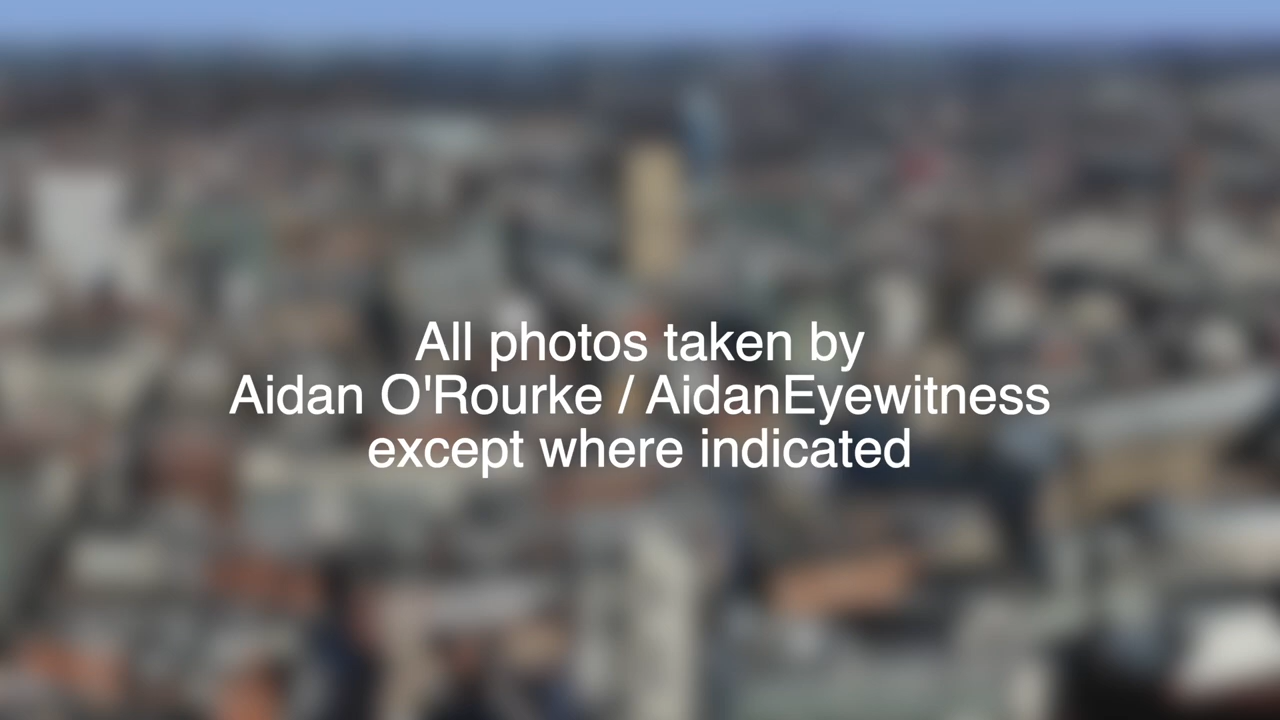 All photos taken by
Aidan O'Rourke / AidanEyewitness
except where indicated